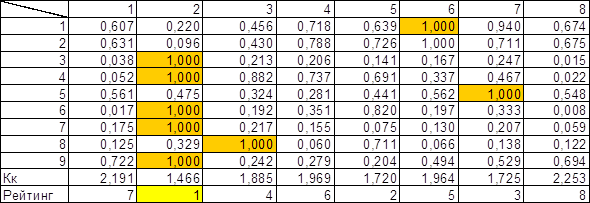 1 2 3 4 5 6 7 8
1 0,607 0,220 0,456 0,718 0,639 1,000 0,940 0,674
2 0,631 0,096 0,430 0,788 0,726 1,000 0,711 0,675
3 0,038 1,000 0,213 0,206 0,141 0,167 0,247 0,015
4 0,052 1,000 0,882 0,737 0,691 0,337 0,467 0,022
5 0,561 0,475 0,324 0,281 0,441 0,562 1,000 0,548
6 0,017 1,000 0,192 0,351 0,820 0,197 0,333 0,008
7 0,175 1,000 0,217 0,155 0,075 0,130 0,207 0,059
8 0,125 0,329 1,000 0,060 0,711 0,066 0,138 0,122
9 0,722 1,000 0,242 0,279 0,204 0,494 0,529 0,694
Кк 2,191 1,466 1,885 1,969 1,720 1,964 1,725 2,253
Рейтинг 7 1 4 6 2 5 3 8